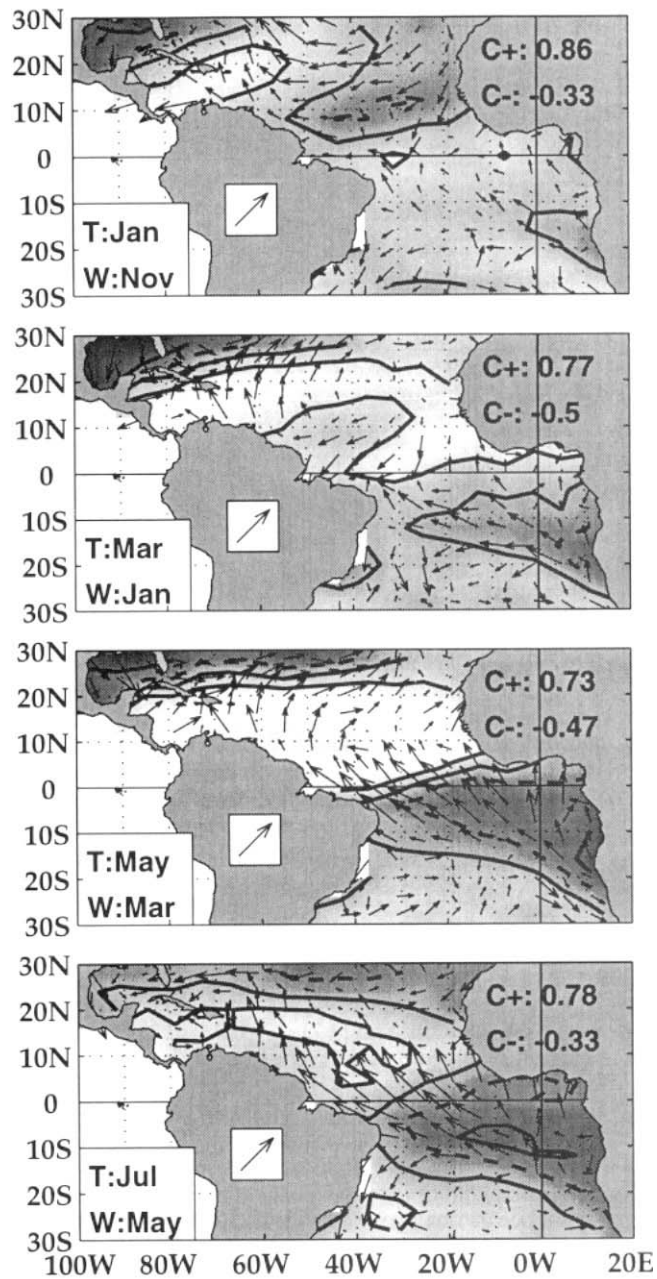 30N
20N
10N
0
10S
20S
30S
C+: 0.86
C-: -0.33
T:Jan
W:Nov
30N
20N
10N
0
10S
20S
30S
C+: 0.77
C-: -0.5
T:Mar
W:Jan
30N
20N
10N
0
10S
20S
30S
C+: 0.73
C-: -0.47
T:May
W:Mar
30N
20N
10N
0
10S
20S
30S
C+: 0.78
C-: -0.33
T:Jul
W:May
100W 80W 60W 40W 20W 0W 20E